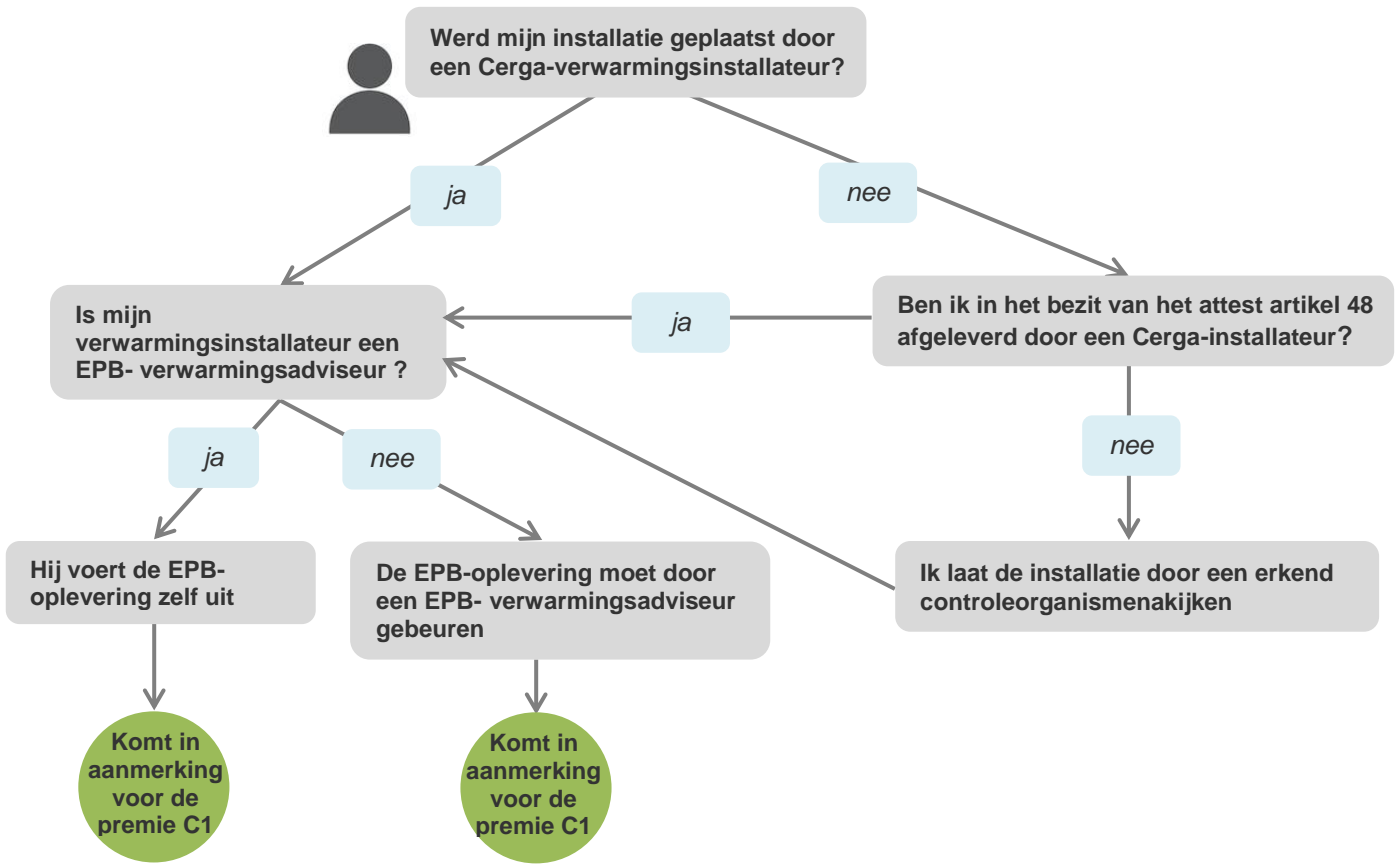 Werd mijn installatie geplaatst door
een Cerga-verwarmingsinstallateur?
ja
nee
Is mijn
verwarmingsinstallateur een
EPB- verwarmingsadviseur ?
ja
Ben ik in het bezit van het attest artikel 48
afgeleverd door een Cerga-installateur?
ja
nee
nee
Hij voert de EPB-
oplevering zelf uit
De EPB-oplevering moet door
een EPB- verwarmingsadviseur
gebeuren
Ik laat de installatie door een erkend
controleorganismenakijken
Komt in
aanmerking
voor de
premie C1
Komt in
aanmerking
voor de
premie C1